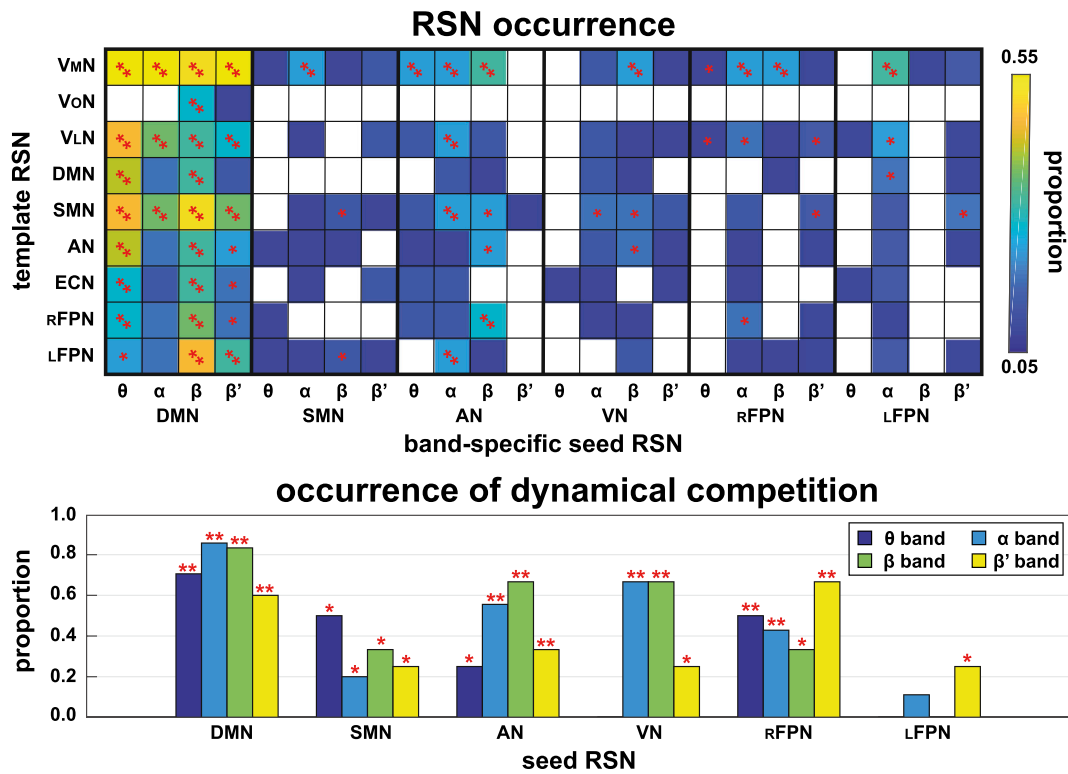 RSN occurrence
template RSN
VMN
VON
VLN
DMN
SMN
AN
ECN
RFPN
LFPN
θ α β β' θ α β β' θ α β β' θ α β β' θ α β β' θ α β β'
DMN SMN AN VN RFPN LFPN
band-specific seed RSN
0.55
proportion
0.05
occurrence of dynamical competition
proportion
1.0
0.8
0.6
0.4
0.2
0.0
** ** ** ** * * * * * ** ** ** ** ** * ** ** * ** *
θ band α band
β band β' band
DMN SMN AN VN RFPN LFPN
seed RSN